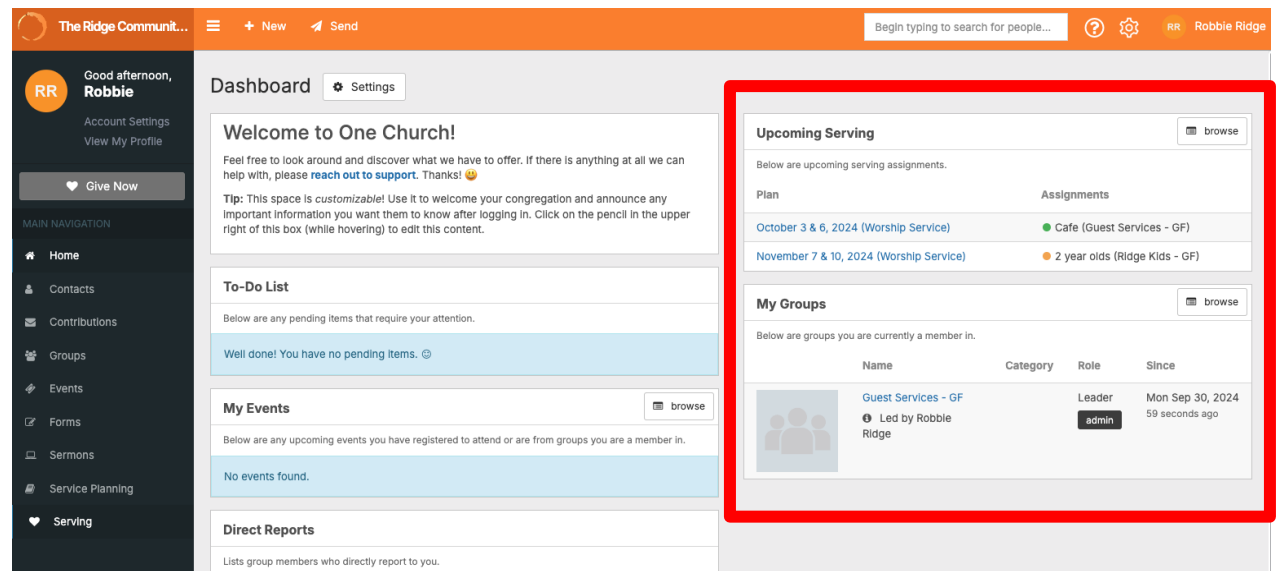 The Ridge Communit...
+ New
Send
Begin typing to search for people...
?
RR
Robbie Ridge
RR
Good afternoon,
Robbie
Account Settings
View My Profile
Give Now
MAIN NAVIGATION
Home
Contacts
Contributions
Groups
Events
Forms
Sermons
Service Planning
Serving
Dashboard
Settings
Welcome to One Church!
Feel free to look around and discover what we have to offer. If there is anything at all we can
help with, please reach out to support. Thanks! 😀
Tip: This space is customizable! Use it to welcome your congregation and announce any
important information you want them to know after logging in. Click on the pencil in the upper
right of this box (while hovering) to edit this content.
To-Do List
Below are any pending items that require your attention.
Well done! You have no pending items. ☺
My Events
browse
Below are any upcoming events you have registered to attend or are from groups you are a member in.
No events found.
Direct Reports
Lists group members who directly report to you.
Upcoming Serving
browse
Below are upcoming serving assignments.
Plan Assignments
October 3 & 6, 2024 (Worship Service) Cafe (Guest Services - GF)
November 7 & 10, 2024 (Worship Service) 2 year olds (Ridge Kids - GF)
My Groups
browse
Below are groups you are currently a member in.
Name Category Role Since
Guest Services - GF Leader Mon Sep 30, 2024
Led by Robbie admin 59 seconds ago
Ridge